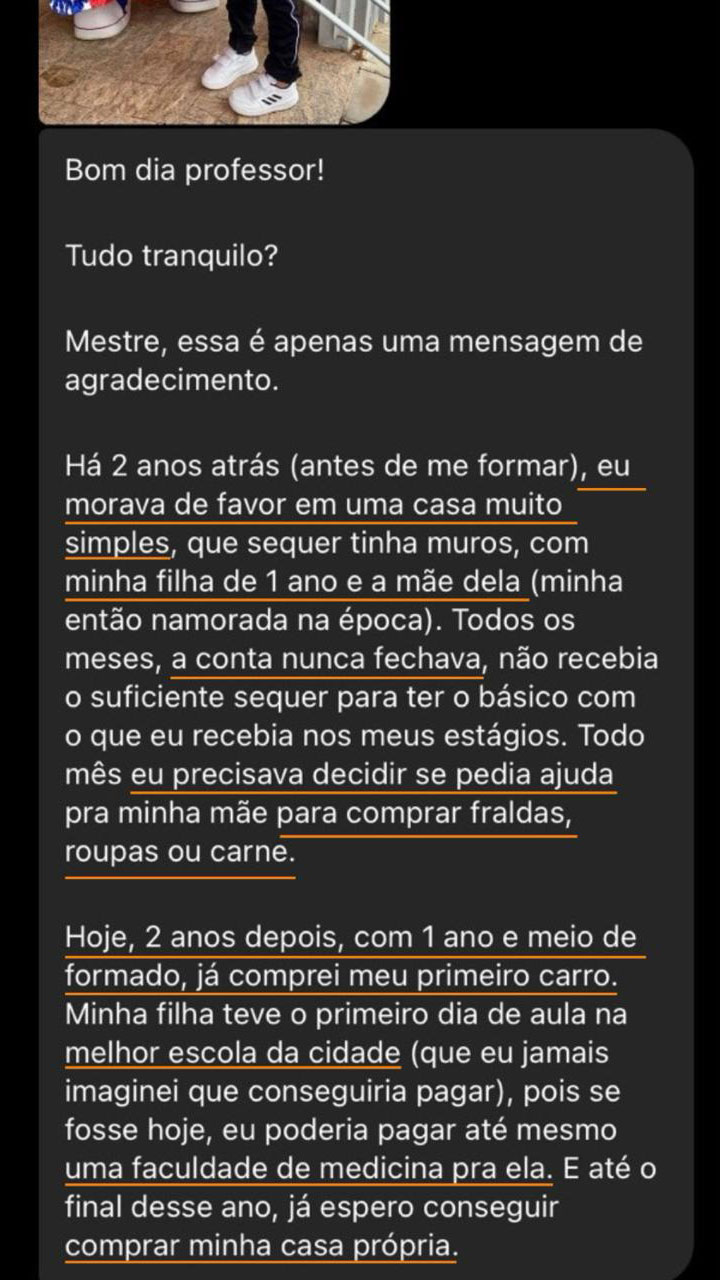 Bom dia professor!
Tudo tranquilo?
Mestre, essa é apenas uma mensagem de
agradecimento.
Há 2 anos atrás (antes de me formar), eu
morava de favor em uma casa muito
simples, que sequer tinha muros, com
minha filha de 1 ano e a mãe dela (minha
então namorada na época). Todos os
meses, a conta nunca fechava, não recebia
o suficiente sequer para ter o básico com
o que eu recebia nos meus estágios. Todo
mês eu precisava decidir se pedia ajuda
pra minha mãe para comprar fraldas,
roupas ou carne.
Hoje, 2 anos depois, com 1 ano e meio de
formado, já comprei meu primeiro carro.
Minha filha teve o primeiro dia de aula na
melhor escola da cidade (que eu jamais
imaginei que conseguiria pagar), pois se
fosse hoje, eu poderia pagar até mesmo
uma faculdade de medicina pra ela. E até o
final desse ano, já espero conseguir
comprar minha casa própria.